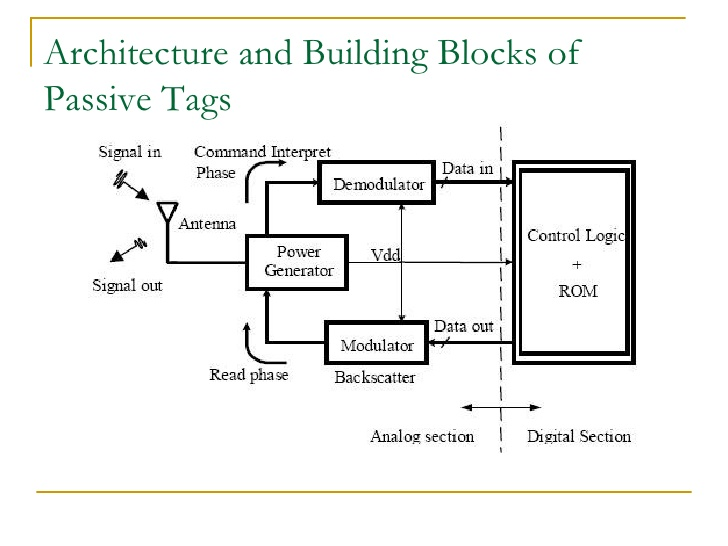 Architecture and Building Blocks of
Passive Tags
Signal in
Command Interpret
Phase
Data in
Demodulator
Antenna
Control Logic
+
ROM
Power
Generator
Vdd
Signal out
Data out
Modulator
Read phase
Backscatter
Analog section
Digital Section